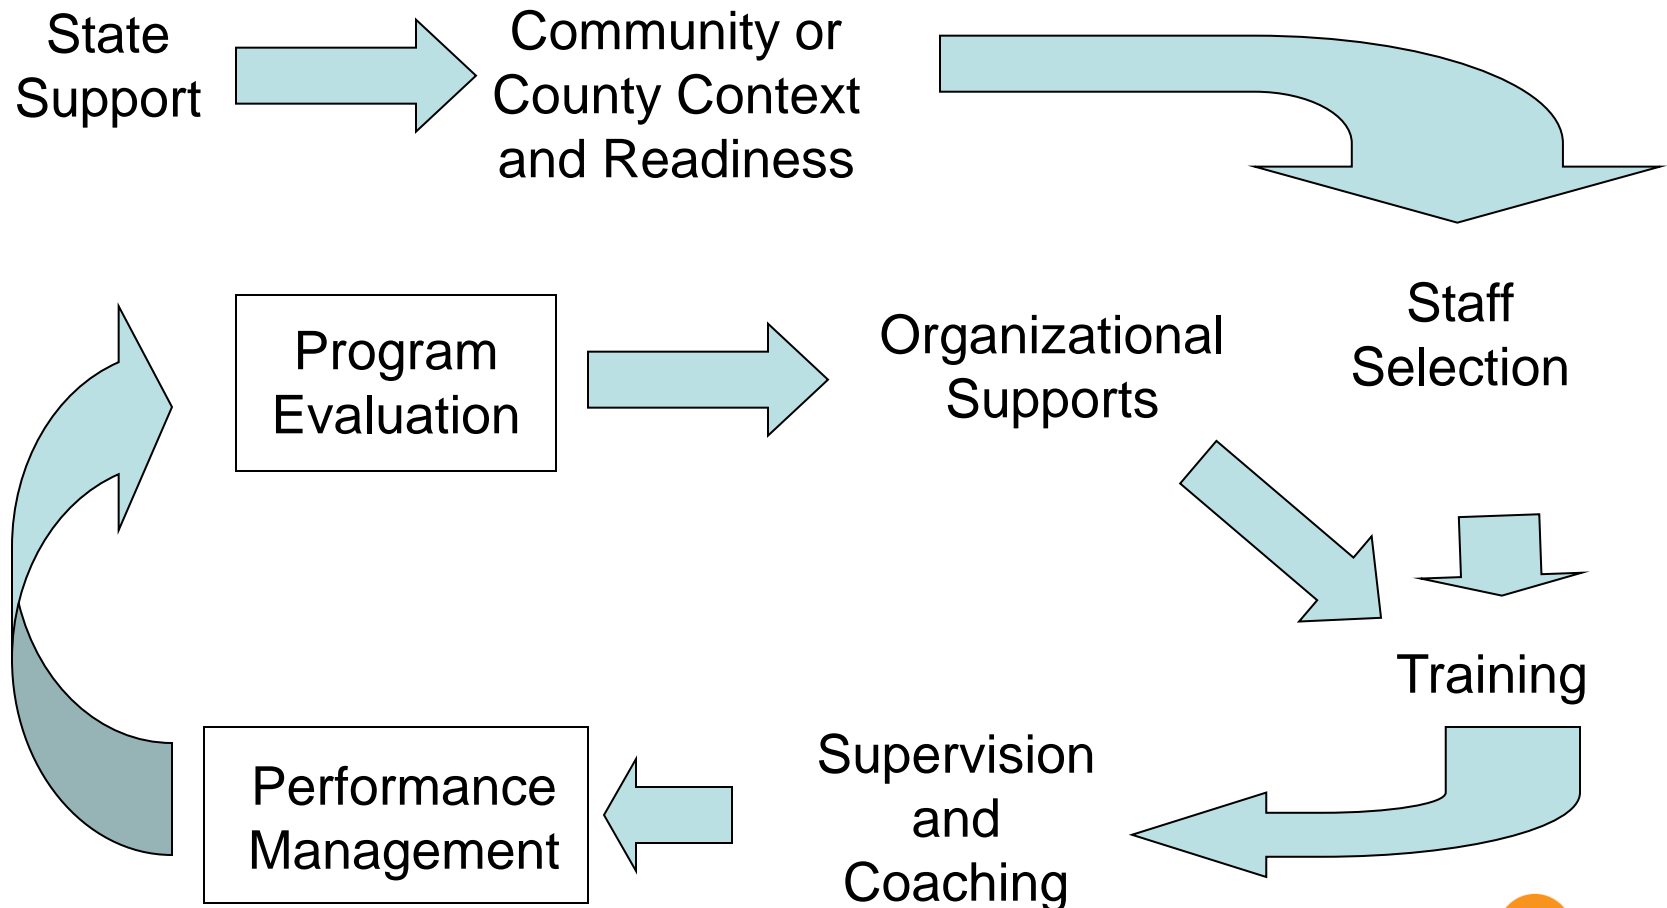 State
Support
Community or
County Context
and Readiness
Program
Evaluation
Organizational
Supports
Staff
Selection
Training
Supervision
and
Coaching
Performance
Management